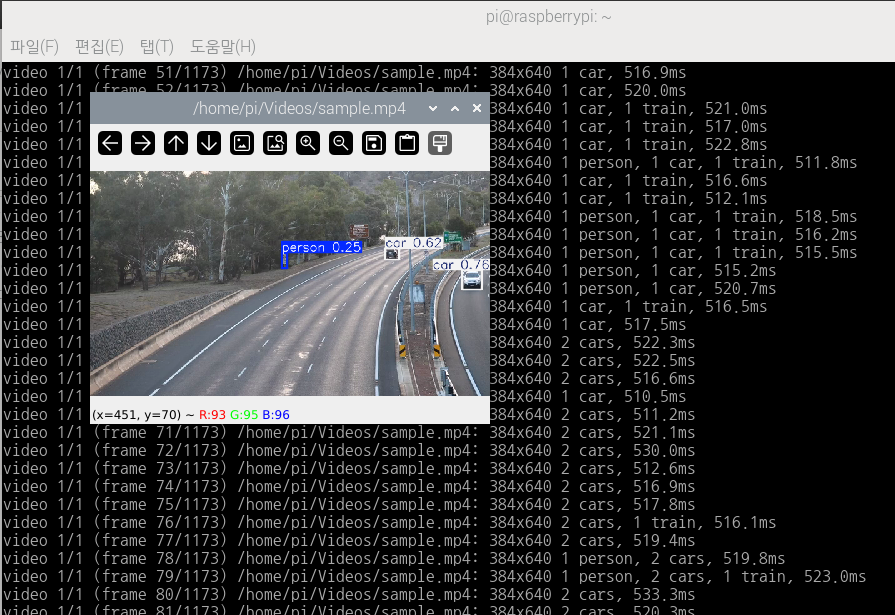 pi@raspberrypi: ~
파일(F) 편집(E) 탭(T) 도움말(H)
video 1/1 (frame 51/1173) /home/pi/Videos/sample.mp4: 384x640 1 car, 516.9ms
video 1/1 (frame 52/1173) /home/pi/Videos/sample.mp4: 384x640 1 car, 520.0ms
video 1/1 384x640 1 car, 1 train, 521.0ms
video 1/1 384x640 1 car, 1 train, 517.0ms
video 1/1 384x640 1 car, 1 train, 522.8ms
video 1/1 384x640 1 person, 1 car, 1 train, 511.8ms
video 1/1 384x640 1 car, 1 train, 516.6ms
video 1/1 384x640 1 car, 1 train, 512.1ms
video 1/1 384x640 1 person, 1 car, 1 train, 518.5ms
video 1/1 384x640 1 person, 1 car, 1 train, 516.2ms
video 1/1 384x640 1 person, 1 car, 1 train, 515.5ms
video 1/1 384x640 1 person, 1 car, 515.2ms
video 1/1 384x640 1 person, 1 car, 520.7ms
video 1/1 384x640 1 car, 1 train, 516.5ms
video 1/1 384x640 1 car, 517.5ms
video 1/1 384x640 2 cars, 522.3ms
video 1/1 384x640 2 cars, 522.5ms
video 1/1 384x640 2 cars, 516.6ms
video 1/1 384x640 1 car, 510.5ms
video 1/1 384x640 2 cars, 511.2ms
/home/pi/Videos/sample.mp4
person 0.25
car 0.62
car 0.76
(x=451, y=70) ~ R:93 G:95 B:96
video 1/1 (frame 71/1173) /home/pi/Videos/sample.mp4: 384x640 2 cars, 521.1ms
video 1/1 (frame 72/1173) /home/pi/Videos/sample.mp4: 384x640 2 cars, 530.0ms
video 1/1 (frame 73/1173) /home/pi/Videos/sample.mp4: 384x640 2 cars, 512.6ms
video 1/1 (frame 74/1173) /home/pi/Videos/sample.mp4: 384x640 2 cars, 516.9ms
video 1/1 (frame 75/1173) /home/pi/Videos/sample.mp4: 384x640 2 cars, 517.8ms
video 1/1 (frame 76/1173) /home/pi/Videos/sample.mp4: 384x640 2 cars, 1 train, 516.1ms
video 1/1 (frame 77/1173) /home/pi/Videos/sample.mp4: 384x640 2 cars, 519.4ms
video 1/1 (frame 78/1173) /home/pi/Videos/sample.mp4: 384x640 1 person, 2 cars, 519.8ms
video 1/1 (frame 79/1173) /home/pi/Videos/sample.mp4: 384x640 1 person, 2 cars, 1 train, 523.0ms
video 1/1 (frame 80/1173) /home/pi/Videos/sample.mp4: 384x640 2 cars, 533.3ms
video 1/1 (frame 81/1173) /home/pi/Videos/sample.mp4: 384x640 2 cars, 520.3ms